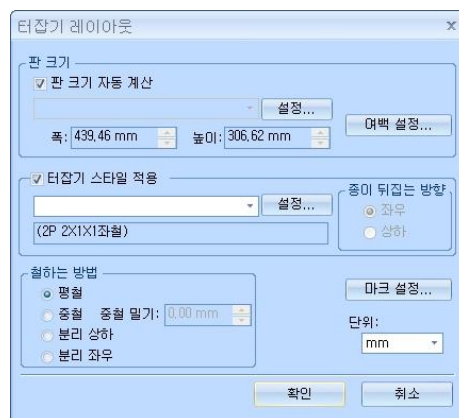 터잡기 레이아웃
판 크기
판 크기 자동 계산
설정...
폭: 439,46 mm 높이: 306,62 mm
여백 설정...
터잡기 스타일 적용
설정...
(2P 2X1X1좌철)
종이 뒤집는 방향
좌우
상하
철하는 방법
평철
중철 중철 밀기: 0,00 mm
분리 상하
분리 좌우
마크 설정...
단위:
mm
확인 취소